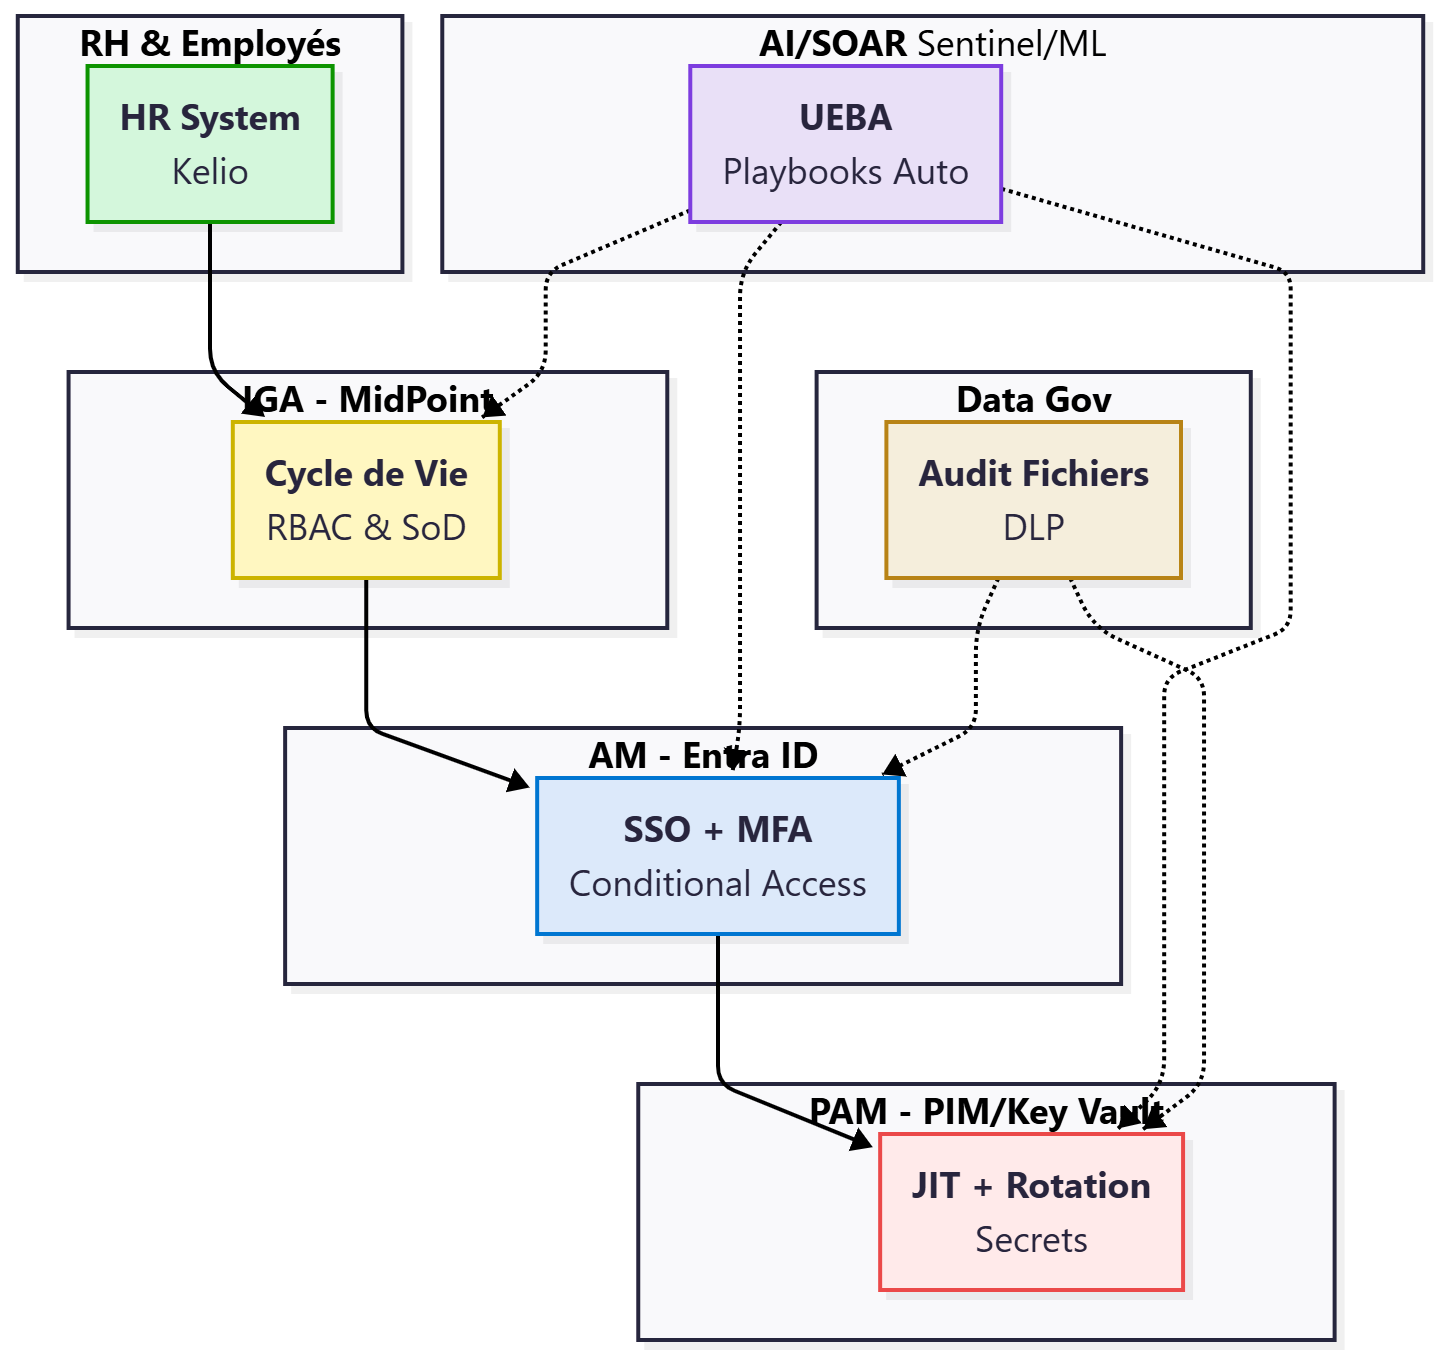 RH & Employés
HR System
Kelio
AI/SOAR Sentinel/ML
UEBA
Playbooks Auto
IGA - MidPoint
Cycle de Vie
RBAC & SoD
Data Gov
Audit Fichiers
DLP
AM - Entra ID
SSO + MFA
Conditional Access
PAM - PIM/Key Vault
JIT + Rotation
Secrets